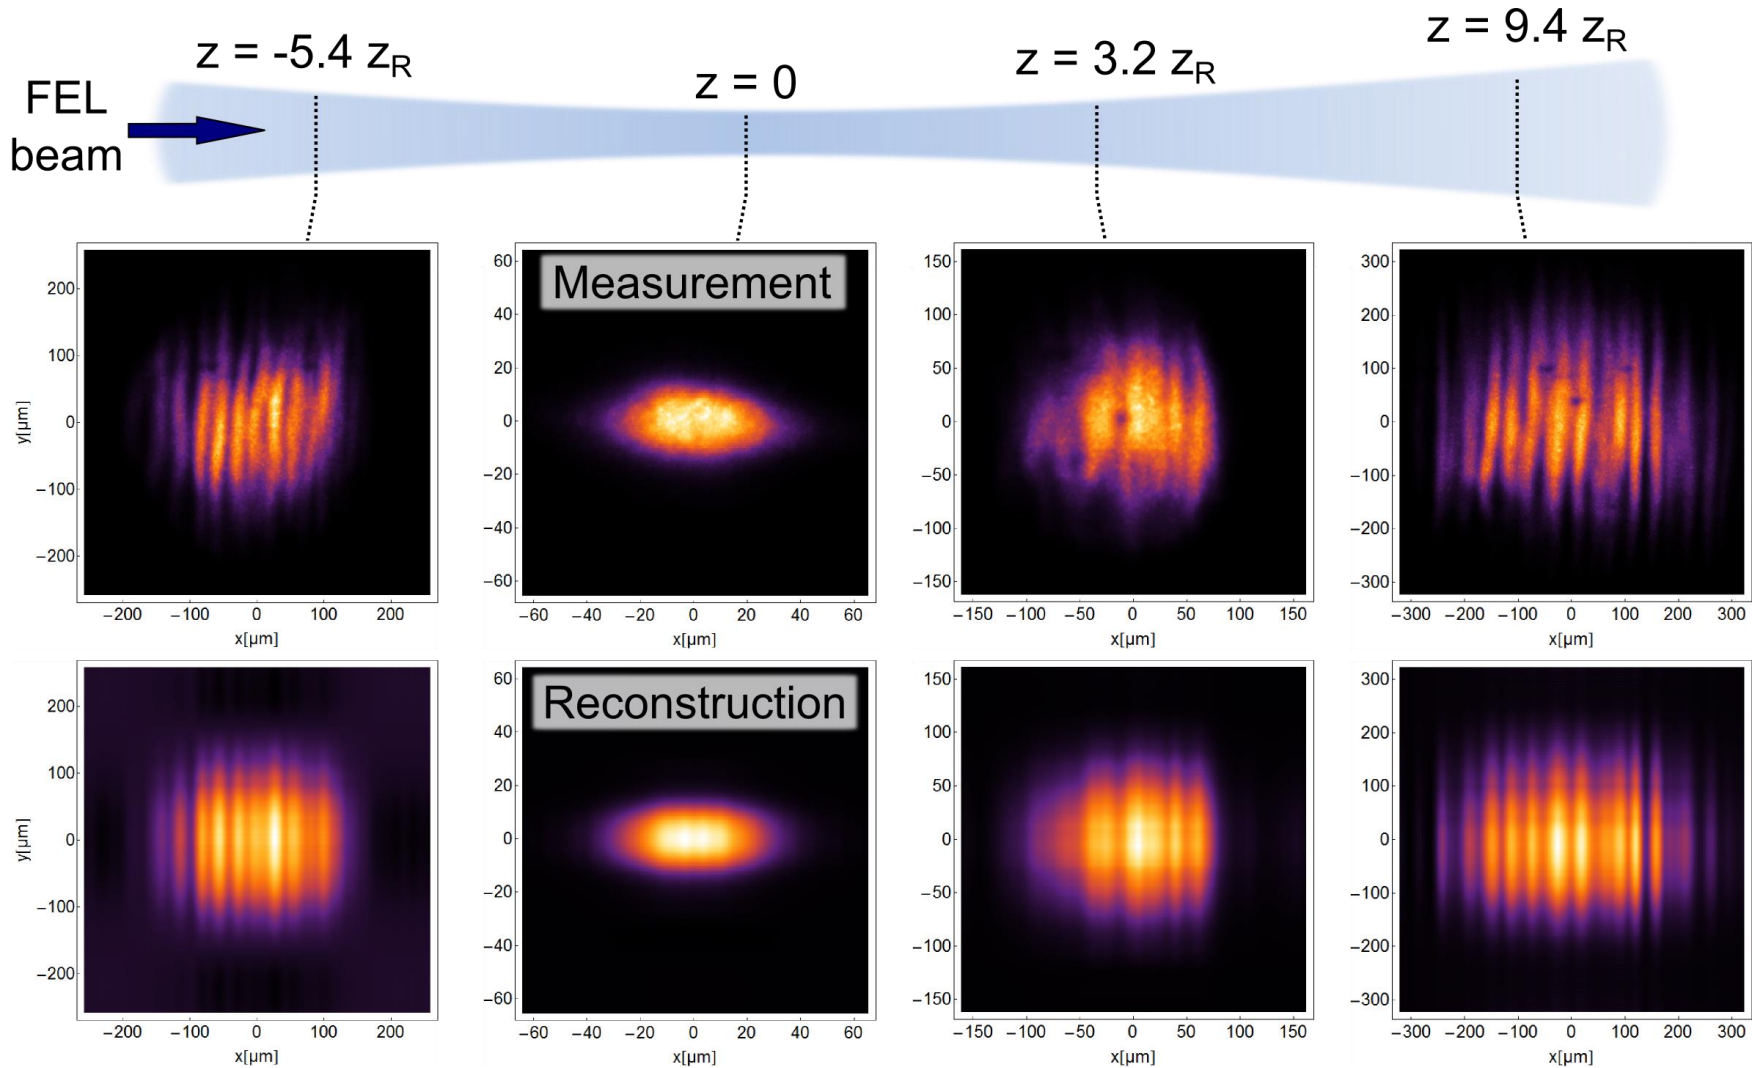 z = -5.4 zR
z = 0
z = 3.2 zR
z = 9.4 zR
FEL
beam
Measurement
200
100
0
−100
−200
y[µm]
−200 −100 0 100 200
x[µm]
60
40
20
0
−20
−40
−60
−60 −40 −20 0 20 40 60
x[µm]
150
100
50
0
−50
−100
−150
−150 −100 −50 0 50 100 150
x[µm]
300
200
100
0
−100
−200
−300
−300 −200 −100 0 100 200 300
x[µm]
Reconstruction
200
100
0
−100
−200
y[µm]
−200 −100 0 100 200
x[µm]
60
40
20
0
−20
−40
−60
−60 −40 −20 0 20 40 60
x[µm]
150
100
50
0
−50
−100
−150
−150 −100 −50 0 50 100 150
x[µm]
300
200
100
0
−100
−200
−300
−300 −200 −100 0 100 200 300
x[µm]